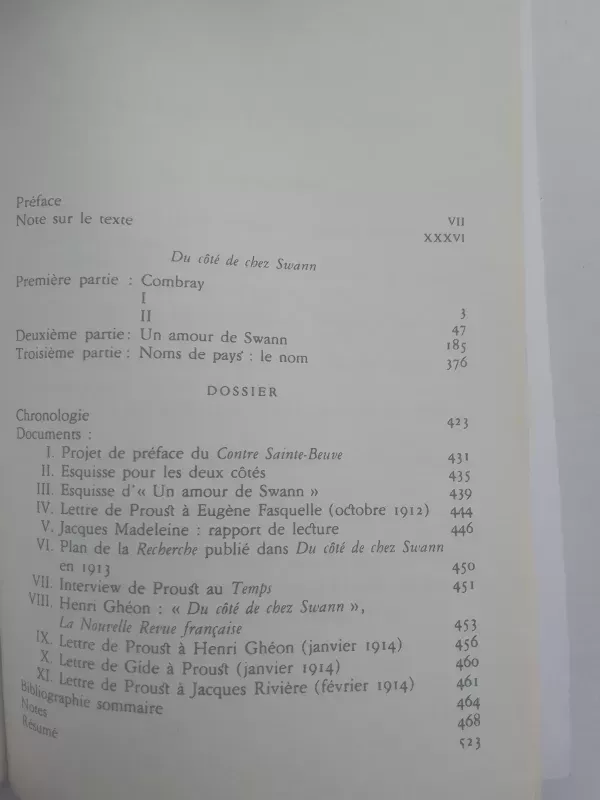 Préface VII
Note sur le texte XXXVI
Du côté de chez Swann
Première partie : Combray
I 3
II 47
Deuxième partie : Un amour de Swann 185
Troisième partie : Noms de pays : le nom 376
DOSSIER
Chronologie 423
Documents :
I. Projet de préface du Contre Sainte-Beuve 431
II. Esquisse pour les deux côtés 435
III. Esquisse d'« Un amour de Swann » 439
IV. Lettre de Proust à Eugène Fasquelle (octobre 1912) 444
V. Jacques Madeleine : rapport de lecture 446
VI. Plan de la Recherche publié dans Du côté de chez Swann
en 1913 450
VII. Interview de Proust au Temps 451
VIII. Henri Ghéon : « Du côté de chez Swann »,
La Nouvelle Revue française 453
IX. Lettre de Proust à Henri Ghéon (janvier 1914) 456
X. Lettre de Gide à Proust (janvier 1914) 460
XI. Lettre de Proust à Jacques Rivière (février 1914) 461
Bibliographie sommaire 464
Notes 468
Résumé 523